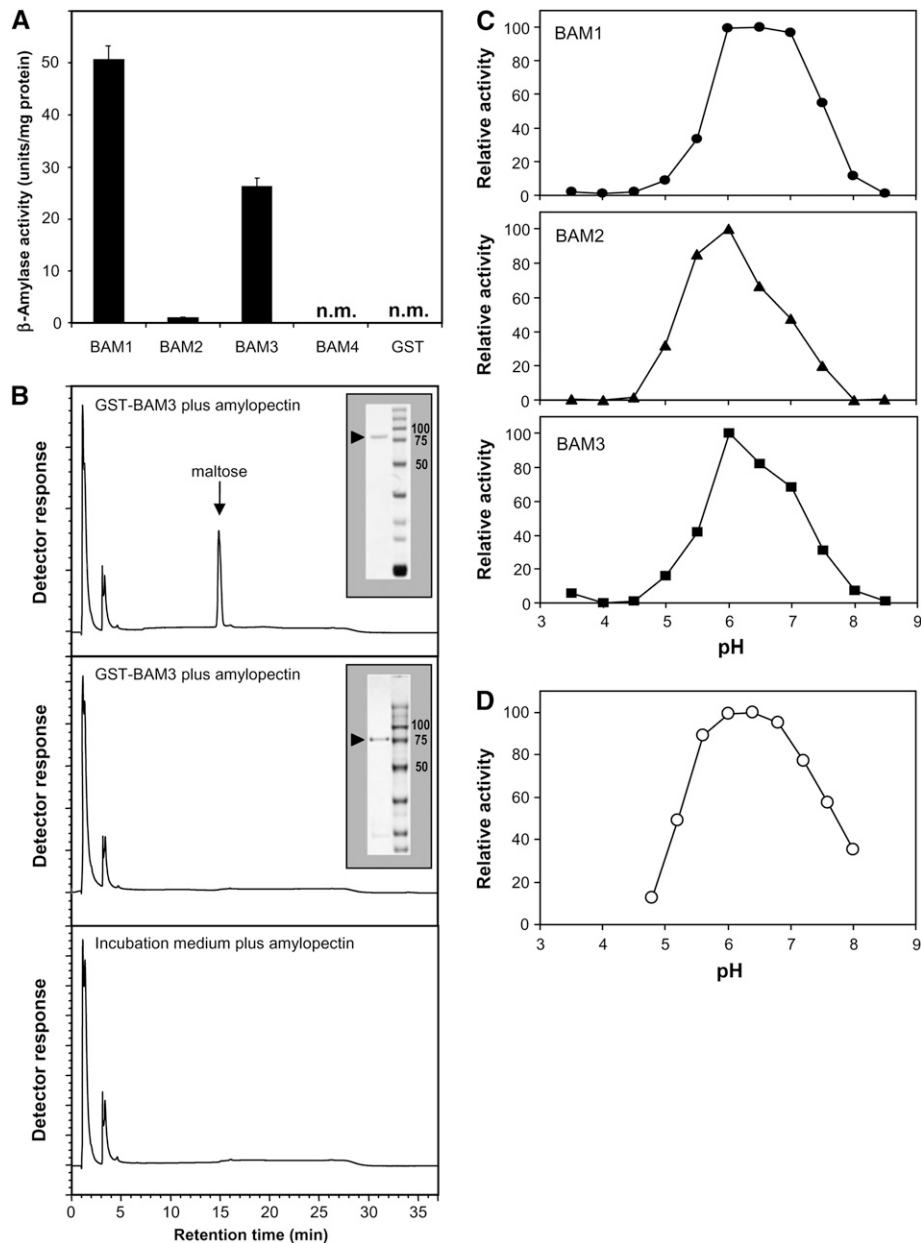 A
β-Amylase activity (units/mg protein)
50
40
30
20
10
0
n.m.
n.m.
BAM1
BAM2
BAM3
BAM4
GST
B
GST-BAM3 plus amylopectin
maltose
100
75
50
Detector response
GST-BAM3 plus amylopectin
100
75
50
Detector response
Incubation medium plus amylopectin
Detector response
0
5
10
15
20
25
30
35
Retention time (min)
C
BAM1
Relative activity
100
80
60
40
20
0
BAM2
Relative activity
100
80
60
40
20
0
BAM3
Relative activity
100
80
60
40
20
0
3
4
5
6
7
8
9
pH
D
Relative activity
100
80
60
40
20
0
3
4
5
6
7
8
9
pH